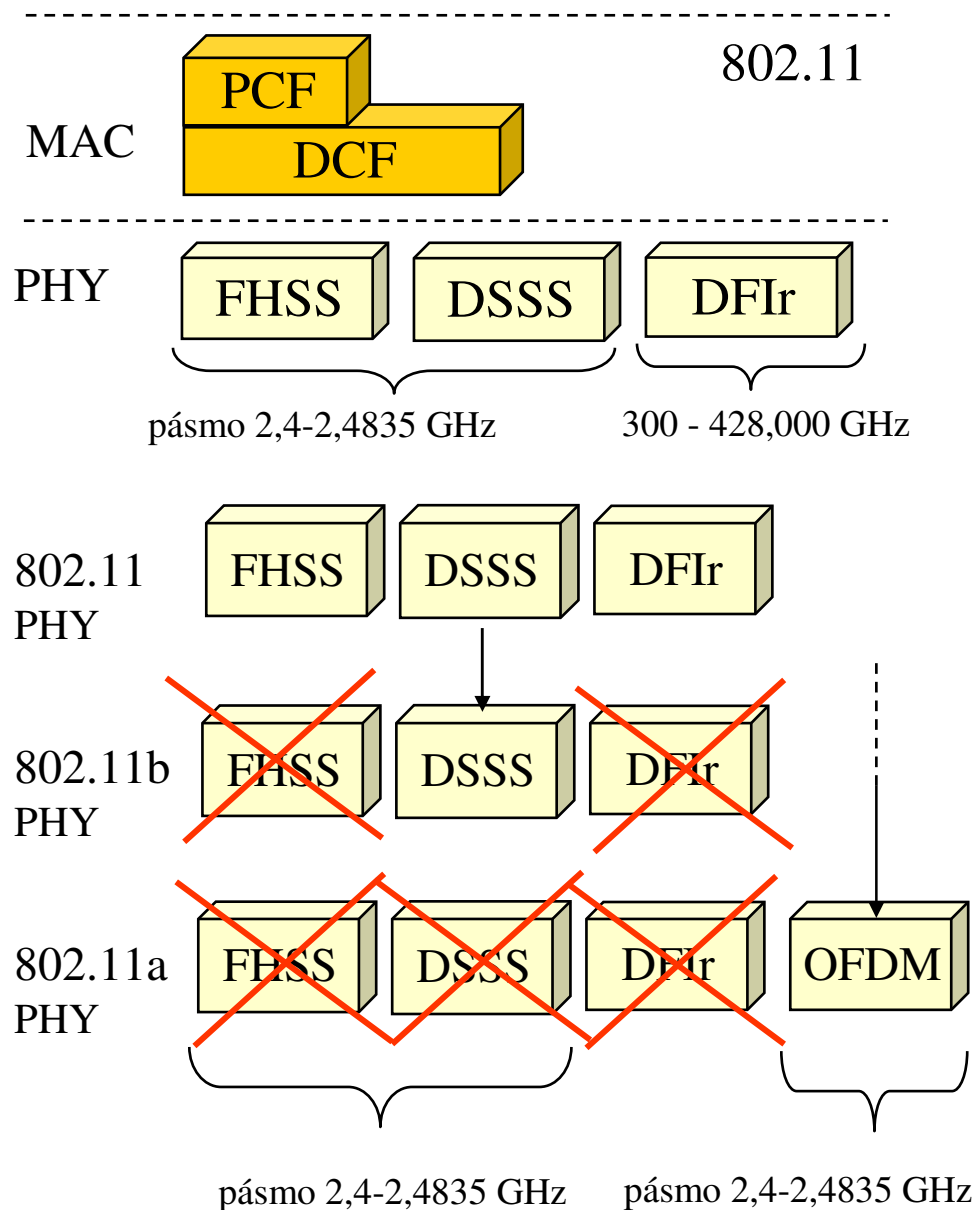 802.11
PCF
MAC
DCF
PHY
FHSS
DSSS
DFIr
pásmo 2,4-2,4835 GHz
300 - 428,000 GHz
802.11
PHY
FHSS
DSSS
DFIr
802.11b
PHY
FHSS
DSSS
DFIr
802.11a
PHY
FHSS
DSSS
DFIr
OFDM
pásmo 2,4-2,4835 GHz
pásmo 2,4-2,4835 GHz